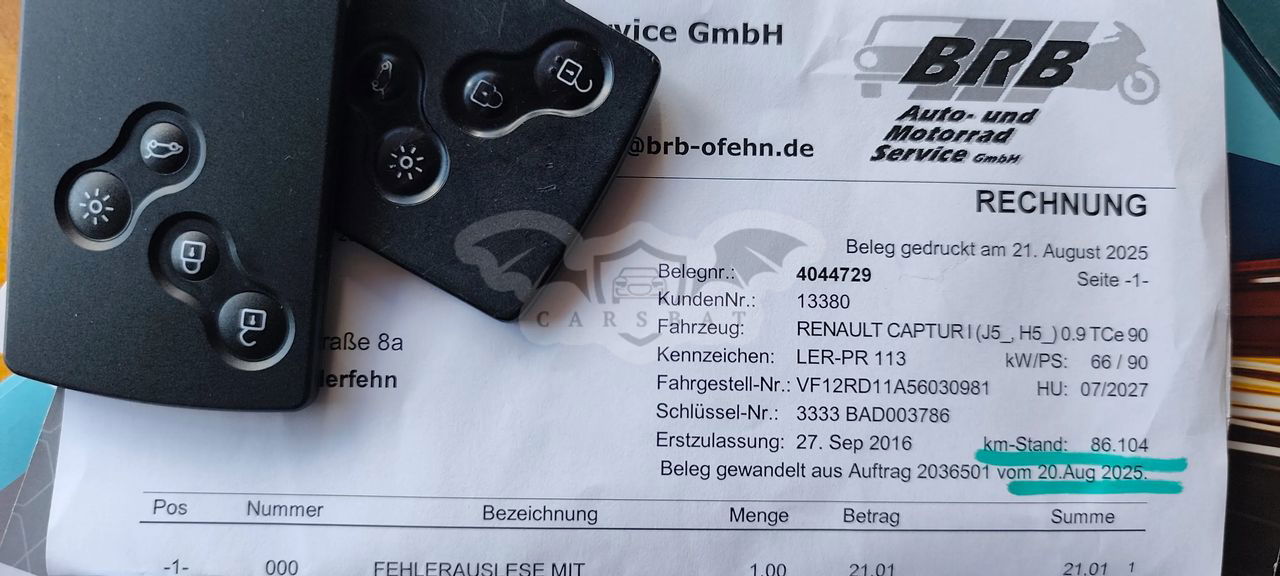 vice GmbH
BRB
Auto- und
Motorrad
Service GmbH
@brb-ofehn.de
RECHNUNG
Beleg gedruckt am 21. August 2025
Belegnr.: 4044729 Seite -1-
KundenNr.: 13380
Fahrzeug: RENAULT CAPTUR I (J5_, H5_) 0.9 TCe 90
Kennzeichen: LER-PR 113 kW/PS: 66 / 90
Fahrgestell-Nr.: VF12RD11A56030981 HU: 07/2027
Schlüssel-Nr.: 3333 BAD003786
Erstzulassung: 27. Sep 2016 km-Stand: 86.104
Beleg gewandelt aus Auftrag 2036501 vom 20.Aug 2025.
raße 8a
derfehn
CARSBAT
Pos Nummer Bezeichnung Menge Betrag Summe
-1- 000 FEHLERAUSLESE MIT 1.00 21.01 21.01 1